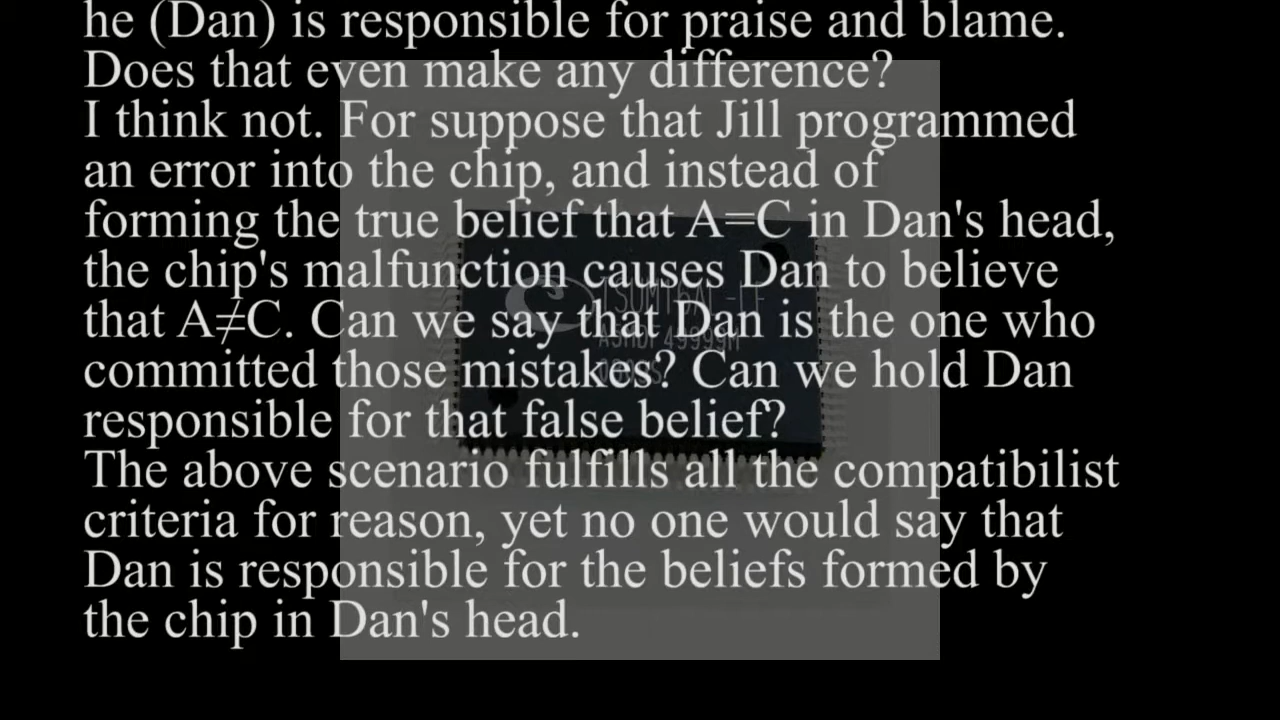 he (Dan) is responsible for praise and blame.
Does that even make any difference?
I think not. For suppose that Jill programmed
an error into the chip, and instead of
forming the true belief that A=C in Dan's head,
the chip's malfunction causes Dan to believe
that A≠C. Can we say that Dan is the one who
committed those mistakes? Can we hold Dan
responsible for that false belief?
The above scenario fulfills all the compatibilist
criteria for reason, yet no one would say that
Dan is responsible for the beliefs formed by
the chip in Dan's head.